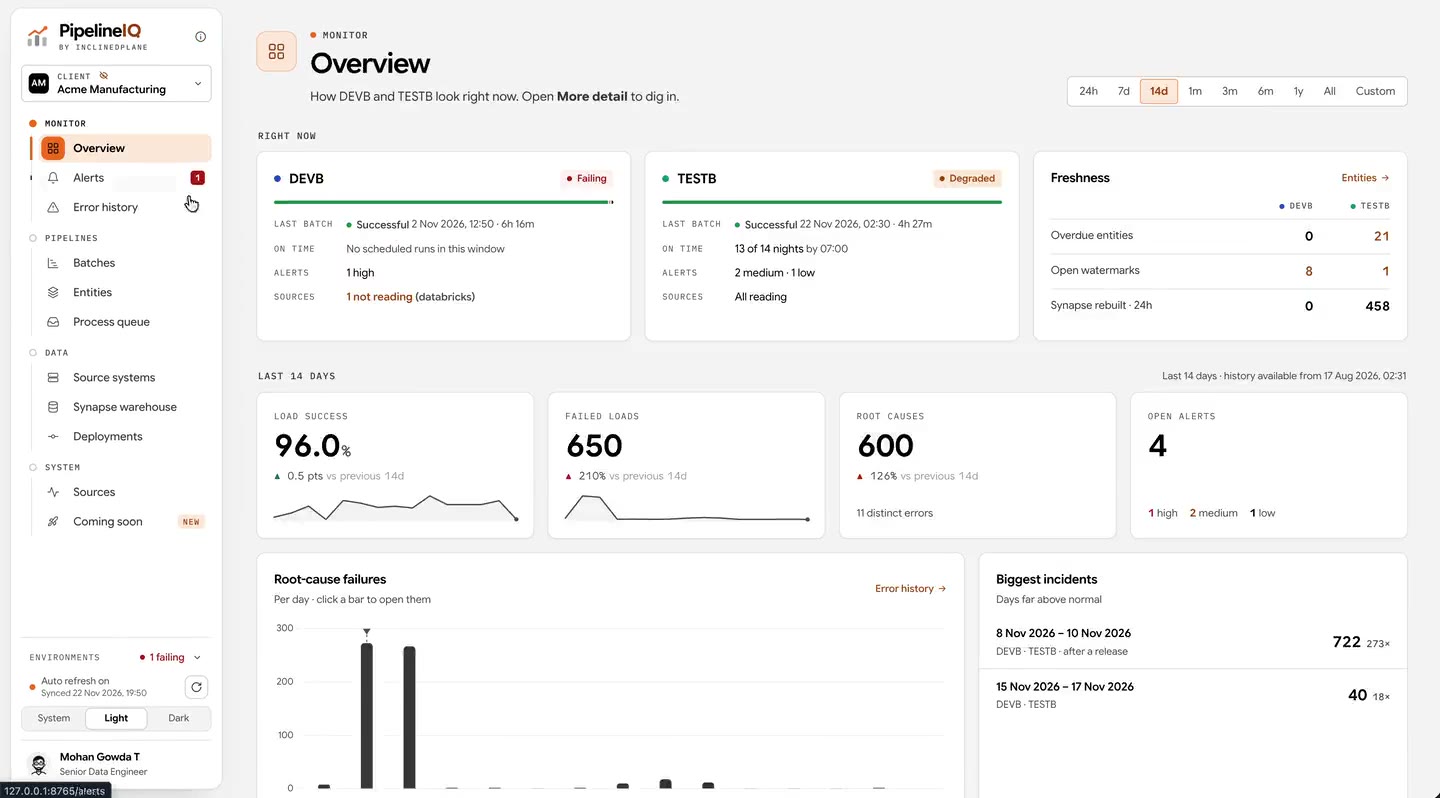 PipelineIQ
BY INCLINEDPLANE
AM
CLIENT
Acme Manufacturing
MONITOR
Overview
Alerts
1
Error history
PIPELINES
Batches
Entities
Process queue
DATA
Source systems
Synapse warehouse
Deployments
SYSTEM
Sources
Coming soon
NEW
ENVIRONMENTS
1 failing
Auto refresh on
Synced 22 Nov 2026, 19:50
System
Light
Dark
Mohan Gowda T
Senior Data Engineer
127.0.0.1:8765/alerts
MONITOR
Overview
How DEVB and TESTB look right now. Open More detail to dig in.
24h 7d 14d 1m 3m 6m 1y All Custom
RIGHT NOW
DEVB
Failing
LAST BATCH Successful 2 Nov 2026, 12:50 · 6h 16m
ON TIME No scheduled runs in this window
ALERTS 1 high
SOURCES 1 not reading (databricks)
TESTB
Degraded
LAST BATCH Successful 22 Nov 2026, 02:30 · 4h 27m
ON TIME 13 of 14 nights by 07:00
ALERTS 2 medium · 1 low
SOURCES All reading
Freshness
Entities →
DEVB TESTB
Overdue entities 0 21
Open watermarks 8 1
Synapse rebuilt · 24h 0 458
LAST 14 DAYS
Last 14 days · history available from 17 Aug 2026, 02:31
LOAD SUCCESS
96.0%
▲ 0.5 pts vs previous 14d
FAILED LOADS
650
▲ 210% vs previous 14d
ROOT CAUSES
600
▲ 126% vs previous 14d
11 distinct errors
OPEN ALERTS
4
1 high 2 medium 1 low
Root-cause failures
Per day · click a bar to open them
Error history →
300
200
100
0
Biggest incidents
Days far above normal
8 Nov 2026 – 10 Nov 2026
DEVB · TESTB · after a release
722 273×
15 Nov 2026 – 17 Nov 2026
DEVB · TESTB
40 18×